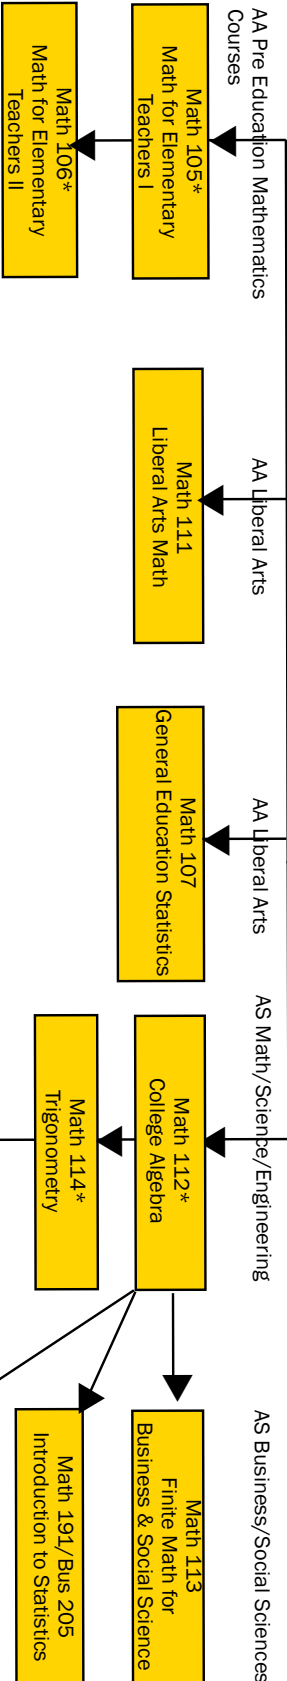 AA Pre Education Mathematics
Courses
Math 105*
Math for Elementary
Teachers I
Math 106*
Math for Elementary
Teachers II
AA Liberal Arts
Math 111
Liberal Arts Math
AA Liberal Arts
Math 107
General Education Statistics
AS Math/Science/Engineering
Math 112*
College Algebra
Math 114*
Trigonometry
AS Business/Social Sciences
Math 113
Finite Math for
Business & Social Science
Math 191/Bus 205
Introduction to Statistics